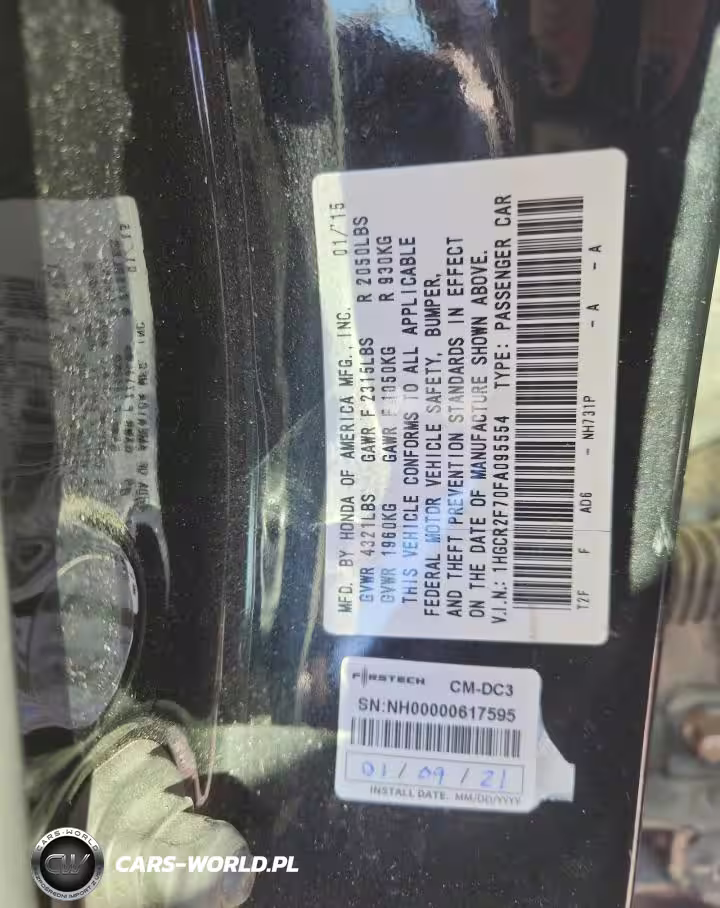 MFD. BY HONDA OF AMERICA MFG., INC. 01/'15
GVWR 4321LBS GAWR F 2315LBS R 2050LBS
GVWR 1960KG GAWR F 1050KG R 930KG
THIS VEHICLE CONFORMS TO ALL APPLICABLE
FEDERAL MOTOR VEHICLE SAFETY, BUMPER,
AND THEFT PREVENTION STANDARDS IN EFFECT
ON THE DATE OF MANUFACTURE SHOWN ABOVE.
V.I.N.: 1HGCR2F70FA095554 TYPE: PASSENGER CAR
T2F F AD6 - NH731P - A - A
FIRSTECH CM-DC3
SN:NH00000617595
01 / 09 / 21
INSTALL DATE. MM/DD/YYYY
CARS-WORLD
CW
CARS-WORLD.PL